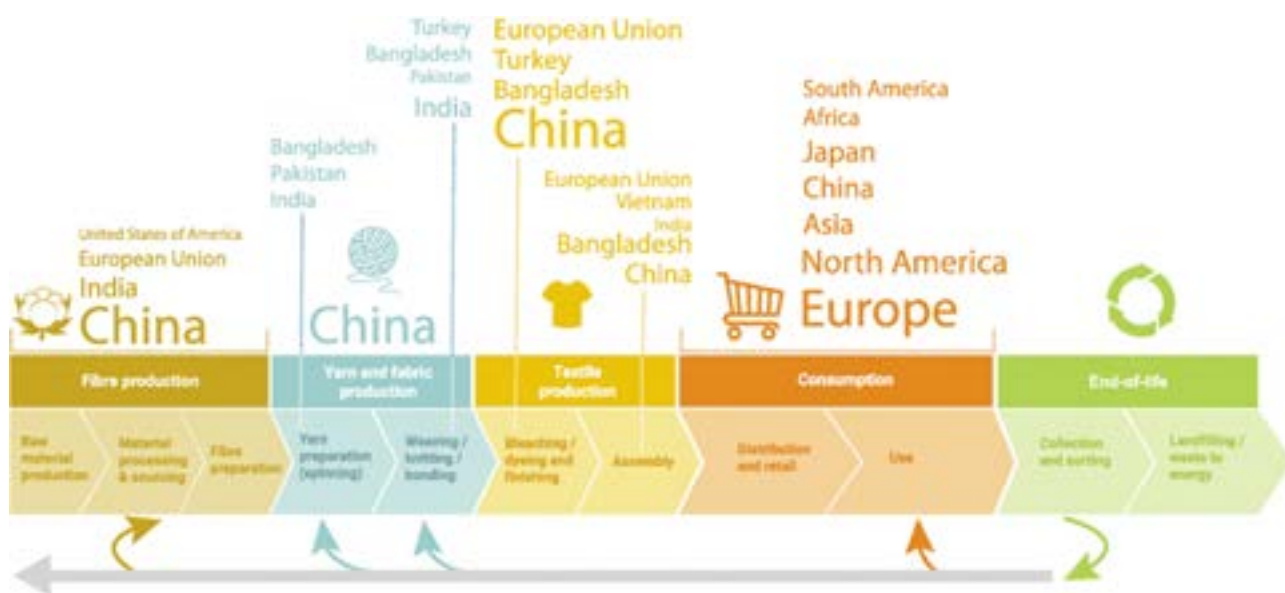 Turkey
Bangladesh
Pakistan
India
European Union
Turkey
Bangladesh
China
Bangladesh
Pakistan
India
European Union
Vietnam
India
Bangladesh
China
South America
Africa
Japan
China
Asia
North America
Europe
United States of America
European Union
India
China
China
Fibre production
Yarn and fabric
production
Textile
production
Consumption
End-of-life
Raw
material
production
Material
processing
& sourcing
Fibre
preparation
Yarn
preparation
(spinning)
Weaving /
knitting /
bonding
Bleaching /
dyeing and
finishing
Assembly
Distribution
and retail
Use
Collection
and sorting
Landfilling /
waste to
energy